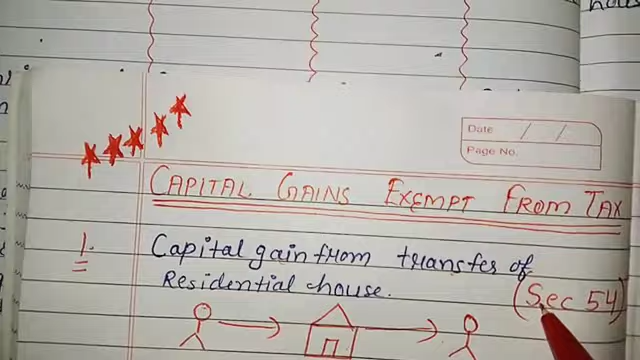 Date / /
Page No.
CAPITAL GAINS EXEMPT FROM TAX
1. Capital gain from transfer of
Residential house.
(Sec 54)